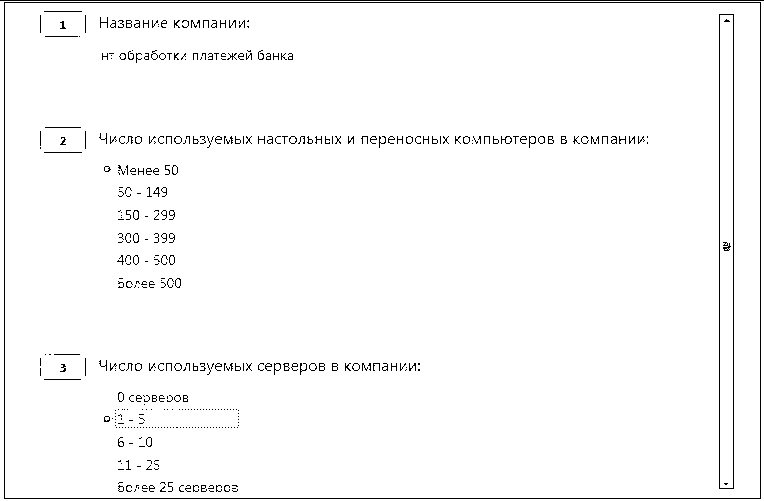 1 Название компании:
нт обработки платежей банка
2 Число используемых настольных и переносных компьютеров в компании:
Менее 50
50 - 149
150 - 299
300 - 399
400 - 500
Более 500
3 Число используемых серверов в компании:
0 серверов
1 - 5
6 - 10
11 - 25
Более 25 серверов